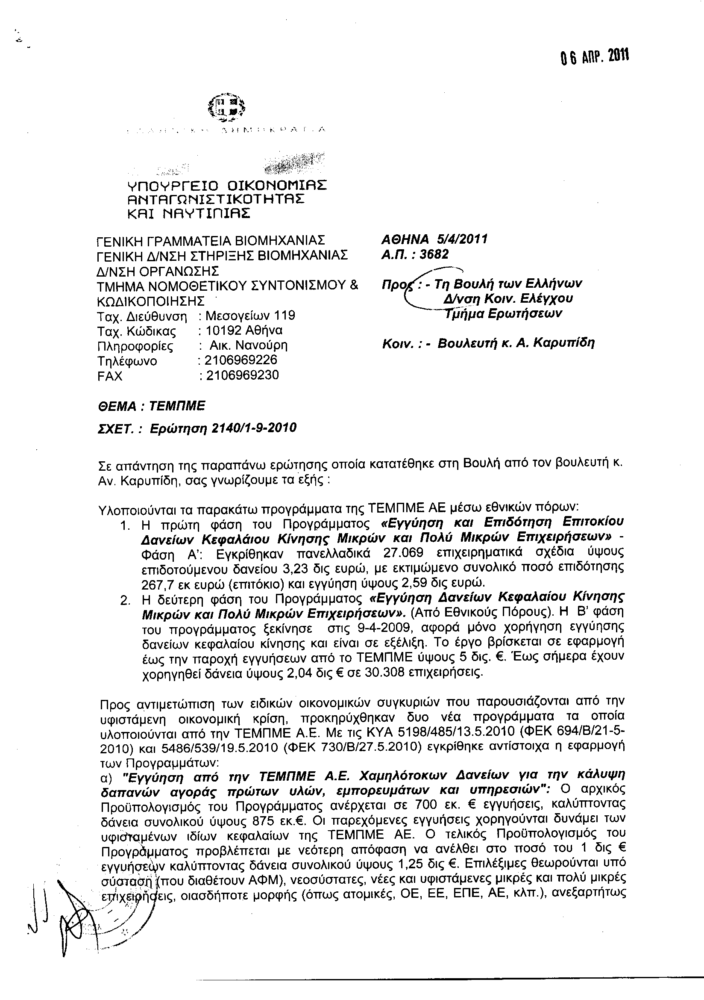 06 ΑΠΡ. 2011
ΕΛΛΗΝΙΚΗ ΔΗΜΟΚΡΑΤΙΑ
ΥΠΟΥΡΓΕΙΟ ΟΙΚΟΝΟΜΙΑΣ
ΑΝΤΑΓΩΝΙΣΤΙΚΟΤΗΤΑΣ
ΚΑΙ ΝΑΥΤΙΛΙΑΣ
ΓΕΝΙΚΗ ΓΡΑΜΜΑΤΕΙΑ ΒΙΟΜΗΧΑΝΙΑΣ
ΓΕΝΙΚΗ Δ/ΝΣΗ ΣΤΗΡΙΞΗΣ ΒΙΟΜΗΧΑΝΙΑΣ
Δ/ΝΣΗ ΟΡΓΑΝΩΣΗΣ
ΤΜΗΜΑ ΝΟΜΟΘΕΤΙΚΟΥ ΣΥΝΤΟΝΙΣΜΟΥ &
ΚΩΔΙΚΟΠΟΙΗΣΗΣ
Ταχ. Διεύθυνση : Μεσογείων 119
Ταχ. Κώδικας : 10192 Αθήνα
Πληροφορίες : Αικ. Νανούρη
Τηλέφωνο : 2106969226
FAX : 2106969230
ΑΘΗΝΑ 5/4/2011
Α.Π. : 3682
Προς : - Τη Βουλή των Ελλήνων
Δ/νση Κοιν. Ελέγχου
Τμήμα Ερωτήσεων
Κοιν. : - Βουλευτή κ. Α. Καρυπίδη
ΘΕΜΑ : ΤΕΜΠΜΕ
ΣΧΕΤ. : Ερώτηση 2140/1-9-2010
Σε απάντηση της παραπάνω ερώτησης οποία κατατέθηκε στη Βουλή από τον βουλευτή κ.
Αν. Καρυπίδη, σας γνωρίζουμε τα εξής :
Υλοποιούνται τα παρακάτω προγράμματα της ΤΕΜΠΜΕ ΑΕ μέσω εθνικών πόρων:
1. Η πρώτη φάση του Προγράμματος «Εγγύηση και Επιδότηση Επιτοκίου
Δανείων Κεφαλάιου Κίνησης Μικρών και Πολύ Μικρών Επιχειρήσεων» -
Φάση Α’: Εγκρίθηκαν πανελλαδικά 27.069 επιχειρηματικά σχέδια ύψους
επιδοτούμενου δανείου 3,23 δις ευρώ, με εκτιμώμενο συνολικό ποσό επιδότησης
267,7 εκ ευρώ (επιτόκιο) και εγγύηση ύψους 2,59 δις ευρώ.
2. Η δεύτερη φάση του Προγράμματος «Εγγύηση Δανείων Κεφαλαίου Κίνησης
Μικρών και Πολύ Μικρών Επιχειρήσεων». (Από Εθνικούς Πόρους). Η Β’ φάση
του προγράμματος ξεκίνησε στις 9-4-2009, αφορά μόνο χορήγηση εγγύησης
δανείων κεφαλαίου κίνησης και είναι σε εξέλιξη. Το έργο βρίσκεται σε εφαρμογή
έως την παροχή εγγυήσεων από το ΤΕΜΠΜΕ ύψους 5 δις. €. Έως σήμερα έχουν
χορηγηθεί δάνεια ύψους 2,04 δις € σε 30.308 επιχειρήσεις.
Προς αντιμετώπιση των ειδικών οικονομικών συγκυριών που παρουσιάζονται από την
υφιστάμενη οικονομική κρίση, προκηρύχθηκαν δυο νέα προγράμματα τα οποία
υλοποιούνται από την ΤΕΜΠΜΕ Α.Ε. Με τις ΚΥΑ 5198/485/13.5.2010 (ΦΕΚ 694/Β/21-5-
2010) και 5486/539/19.5.2010 (ΦΕΚ 730/Β/27.5.2010) εγκρίθηκε αντίστοιχα η εφαρμογή
των Προγραμμάτων:
α) "Εγγύηση από την ΤΕΜΠΜΕ Α.Ε. Χαμηλότοκων Δανείων για την κάλυψη
δαπανών αγοράς πρώτων υλών, εμπορευμάτων και υπηρεσιών": Ο αρχικός
Προϋπολογισμός του Προγράμματος ανέρχεται σε 700 εκ. € εγγυήσεις, καλύπτοντας
δάνεια συνολικού ύψους 875 εκ.€. Οι παρεχόμενες εγγυήσεις χορηγούνται δυνάμει των
υφισταμένων ιδίων κεφαλαίων της ΤΕΜΠΜΕ ΑΕ. Ο τελικός Προϋπολογισμός του
Προγράμματος προβλέπεται με νεότερη απόφαση να ανέλθει στο ποσό του 1 δις €
εγγυήσεων καλύπτοντας δάνεια συνολικού ύψους 1,25 δις €. Επιλέξιμες θεωρούνται υπό
σύσταση (που διαθέτουν ΑΦΜ), νεοσύστατες, νέες και υφιστάμενες μικρές και πολύ μικρές
επιχειρήσεις, οιασδήποτε μορφής (όπως ατομικές, ΟΕ, ΕΕ, ΕΠΕ, ΑΕ, κλπ.), ανεξαρτήτως